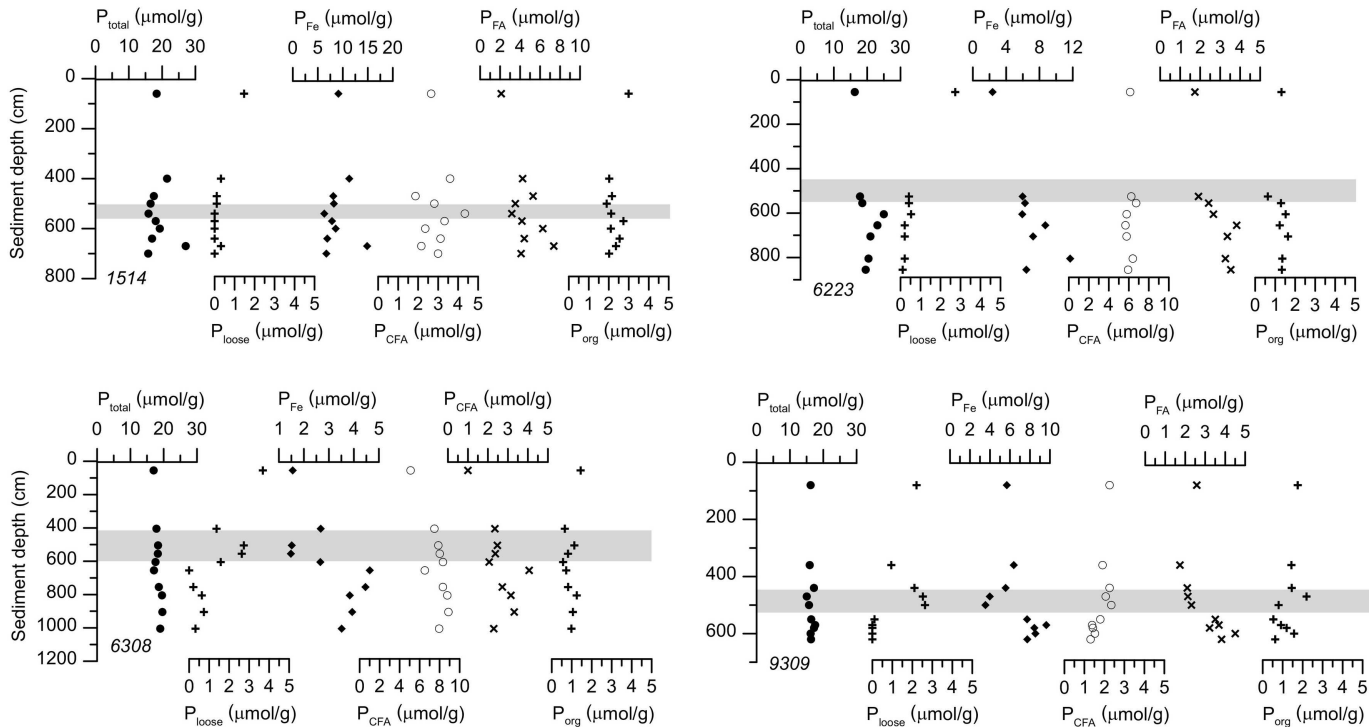 P_total (μmol/g) P_Fe (μmol/g) P_FA (μmol/g)
0 10 20 30 0 5 10 15 20 0 2 4 6 8 10
Sediment depth (cm)
0
200
400
600
800
1514
0 1 2 3 4 5 0 1 2 3 4 5 0 1 2 3 4 5
P_loose (μmol/g) P_CFA (μmol/g) P_org (μmol/g)
P_total (μmol/g) P_Fe (μmol/g) P_FA (μmol/g)
0 10 20 30 0 4 8 12 0 1 2 3 4 5
0
200
400
600
800
6223
0 1 2 3 4 5 0 2 4 6 8 10 0 1 2 3 4 5
P_loose (μmol/g) P_CFA (μmol/g) P_org (μmol/g)
P_total (μmol/g) P_Fe (μmol/g) P_CFA (μmol/g)
0 10 20 30 1 2 3 4 5 0 1 2 3 4 5
Sediment depth (cm)
0
200
400
600
800
1000
1200
6308
0 1 2 3 4 5 0 2 4 6 8 10 0 1 2 3 4 5
P_loose (μmol/g) P_CFA (μmol/g) P_org (μmol/g)
P_total (μmol/g) P_Fe (μmol/g) P_FA (μmol/g)
0 10 20 30 0 2 4 6 8 10 0 1 2 3 4 5
0
200
400
600
9309
0 1 2 3 4 5 0 1 2 3 4 5 0 1 2 3 4 5
P_loose (μmol/g) P_CFA (μmol/g) P_org (μmol/g)